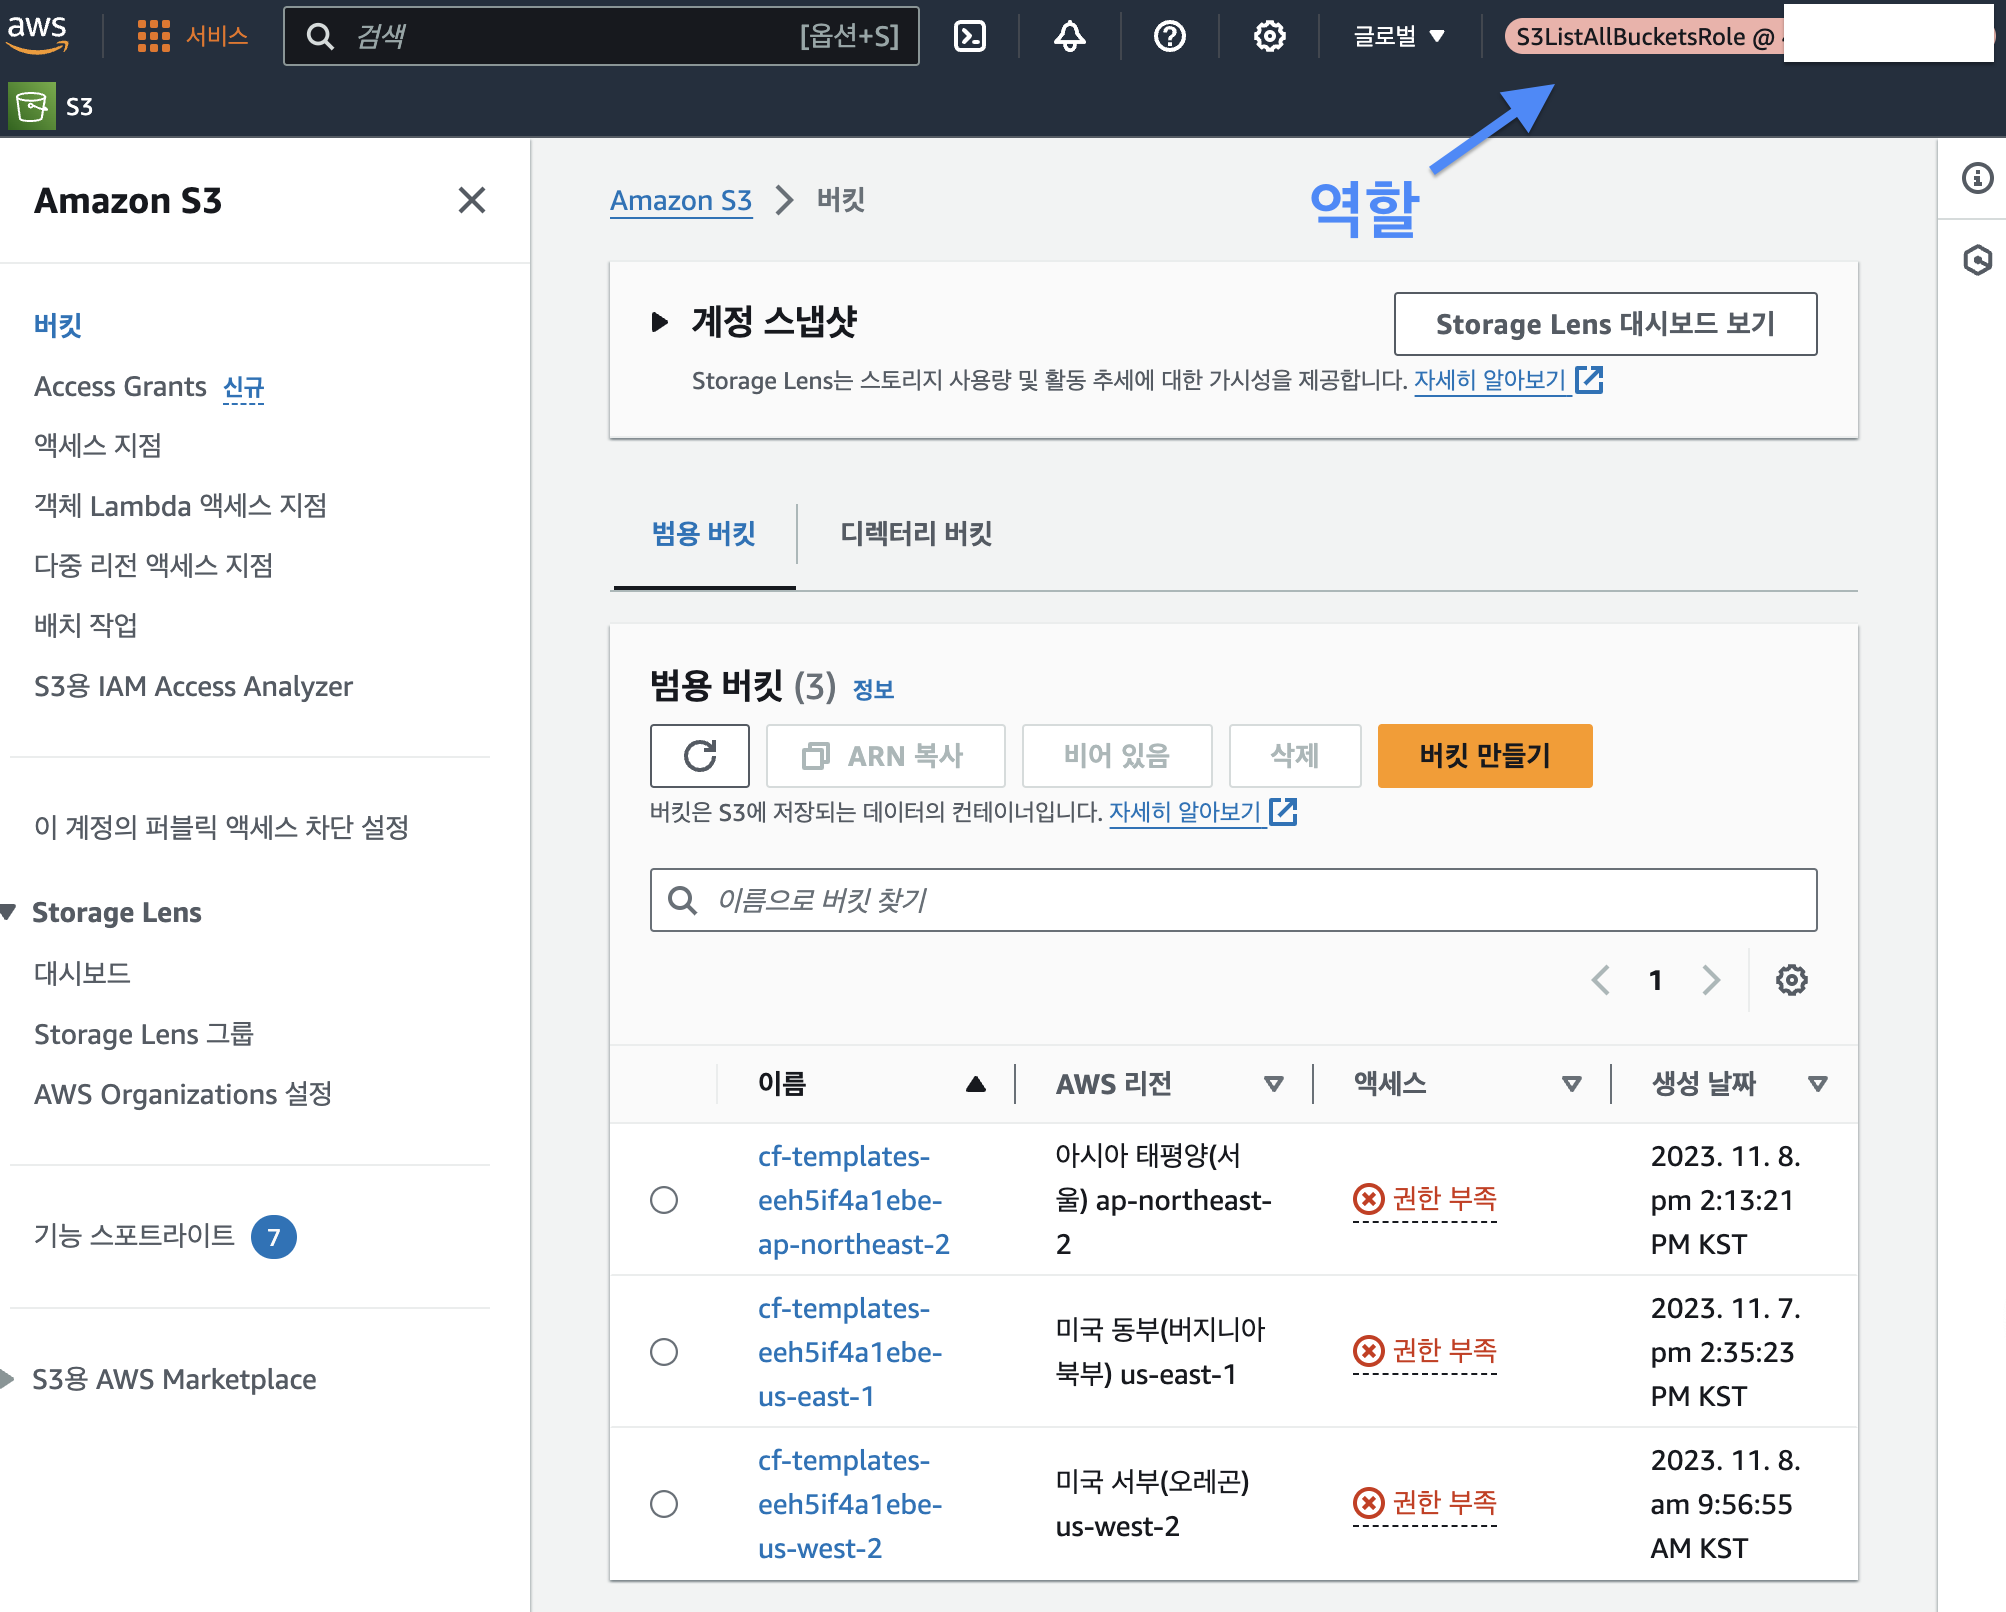 aws
서비스
검색
[옵션+S]
글로벌
S3ListAllBucketsRole @
S3
역할
Amazon S3
버킷
Access Grants 신규
액세스 지점
객체 Lambda 액세스 지점
다중 리전 액세스 지점
배치 작업
S3용 IAM Access Analyzer
이 계정의 퍼블릭 액세스 차단 설정
Storage Lens
대시보드
Storage Lens 그룹
AWS Organizations 설정
기능 스포트라이트 7
S3용 AWS Marketplace
Amazon S3 버킷
계정 스냅샷
Storage Lens 대시보드 보기
Storage Lens는 스토리지 사용량 및 활동 추세에 대한 가시성을 제공합니다. 자세히 알아보기
범용 버킷
디렉터리 버킷
범용 버킷 (3) 정보
ARN 복사
비어 있음
삭제
버킷 만들기
버킷은 S3에 저장되는 데이터의 컨테이너입니다. 자세히 알아보기
이름으로 버킷 찾기
1
이름
AWS 리전
액세스
생성 날짜
cf-templates-
eeh5if4a1ebe-
ap-northeast-2
아시아 태평양(서
울) ap-northeast-
2
권한 부족
2023. 11. 8.
pm 2:13:21
PM KST
cf-templates-
eeh5if4a1ebe-
us-east-1
미국 동부(버지니아
북부) us-east-1
권한 부족
2023. 11. 7.
pm 2:35:23
PM KST
cf-templates-
eeh5if4a1ebe-
us-west-2
미국 서부(오레곤)
us-west-2
권한 부족
2023. 11. 8.
am 9:56:55
AM KST